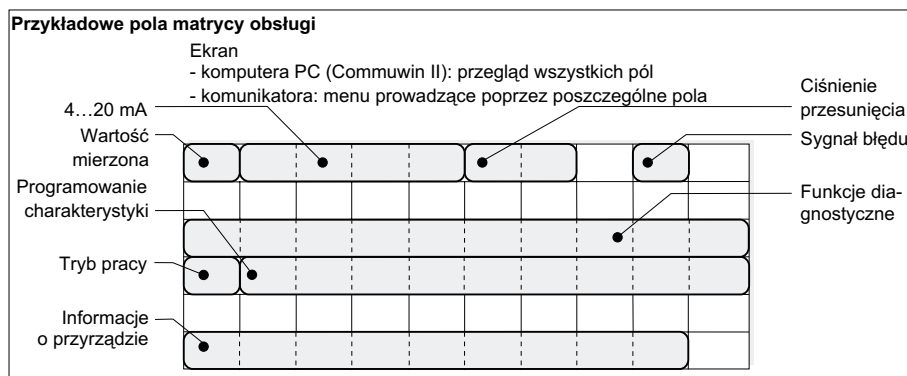 Przykładowe pola matrycy obsługi
Ekran
- komputera PC (Commuwin II): przegląd wszystkich pól
- komunikatora: menu prowadzące poprzez poszczególne pola
4…20 mA
Wartość
mierzona
Programowanie
charakterystyki
Tryb pracy
Informacje
o przyrządzie
Ciśnienie
przesunięcia
Sygnał błędu
Funkcje dia-
gnostyczne